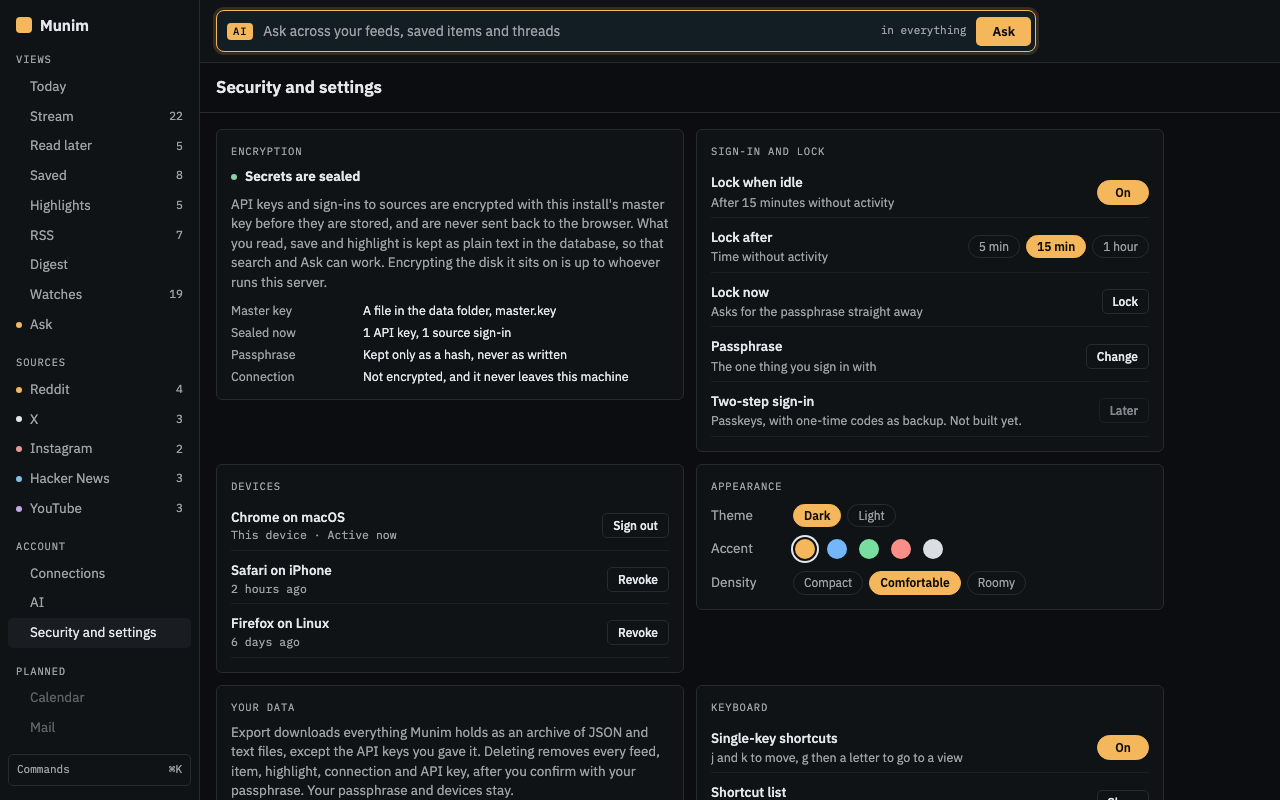 Munim
VIEWS
Today
Stream 22
Read later 5
Saved 8
Highlights 5
RSS 7
Digest
Watches 19
Ask
SOURCES
Reddit 4
X 3
Instagram 2
Hacker News 3
YouTube 3
ACCOUNT
Connections
AI
Security and settings
PLANNED
Calendar
Mail
Commands ⌘K
AI Ask across your feeds, saved items and threads in everything Ask
Security and settings
ENCRYPTION
Secrets are sealed
API keys and sign-ins to sources are encrypted with this install's master
key before they are stored, and are never sent back to the browser. What
you read, save and highlight is kept as plain text in the database, so that
search and Ask can work. Encrypting the disk it sits on is up to whoever
runs this server.
Master key A file in the data folder, master.key
Sealed now 1 API key, 1 source sign-in
Passphrase Kept only as a hash, never as written
Connection Not encrypted, and it never leaves this machine
SIGN-IN AND LOCK
Lock when idle On
After 15 minutes without activity
Lock after 5 min 15 min 1 hour
Time without activity
Lock now Lock
Asks for the passphrase straight away
Passphrase Change
The one thing you sign in with
Two-step sign-in Later
Passkeys, with one-time codes as backup. Not built yet.
DEVICES
Chrome on macOS Sign out
This device · Active now
Safari on iPhone Revoke
2 hours ago
Firefox on Linux Revoke
6 days ago
APPEARANCE
Theme Dark Light
Accent
Density Compact Comfortable Roomy
YOUR DATA
Export downloads everything Munim holds as an archive of JSON and
text files, except the API keys you gave it. Deleting removes every feed,
item, highlight, connection and API key, after you confirm with your
passphrase. Your passphrase and devices stay.
KEYBOARD
Single-key shortcuts On
j and k to move, g then a letter to go to a view
Shortcut list